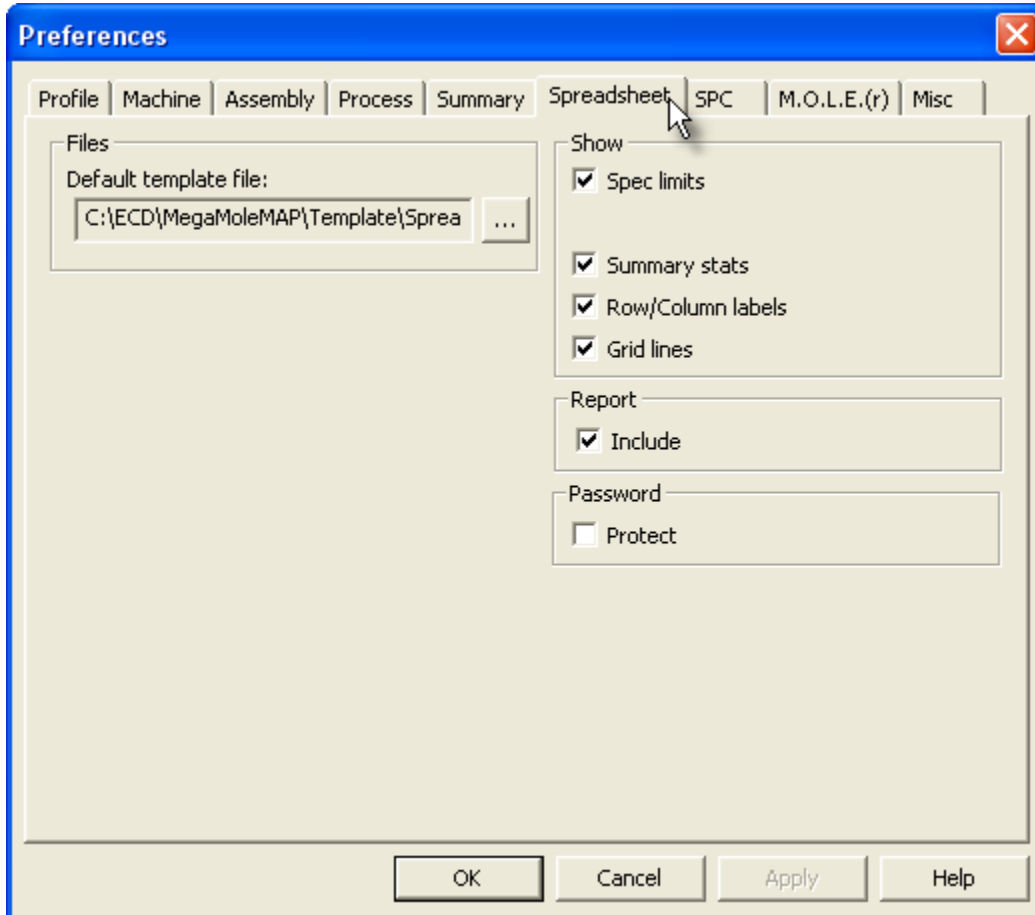 Preferences
Profile Machine Assembly Process Summary Spreadsheet SPC M.O.L.E.(r) Misc
Files
Default template file:
C:\ECD\MegaMoleMAP\Template\Sprea ...
Show
Spec limits
Summary stats
Row/Column labels
Grid lines
Report
Include
Password
Protect
OK Cancel Apply Help